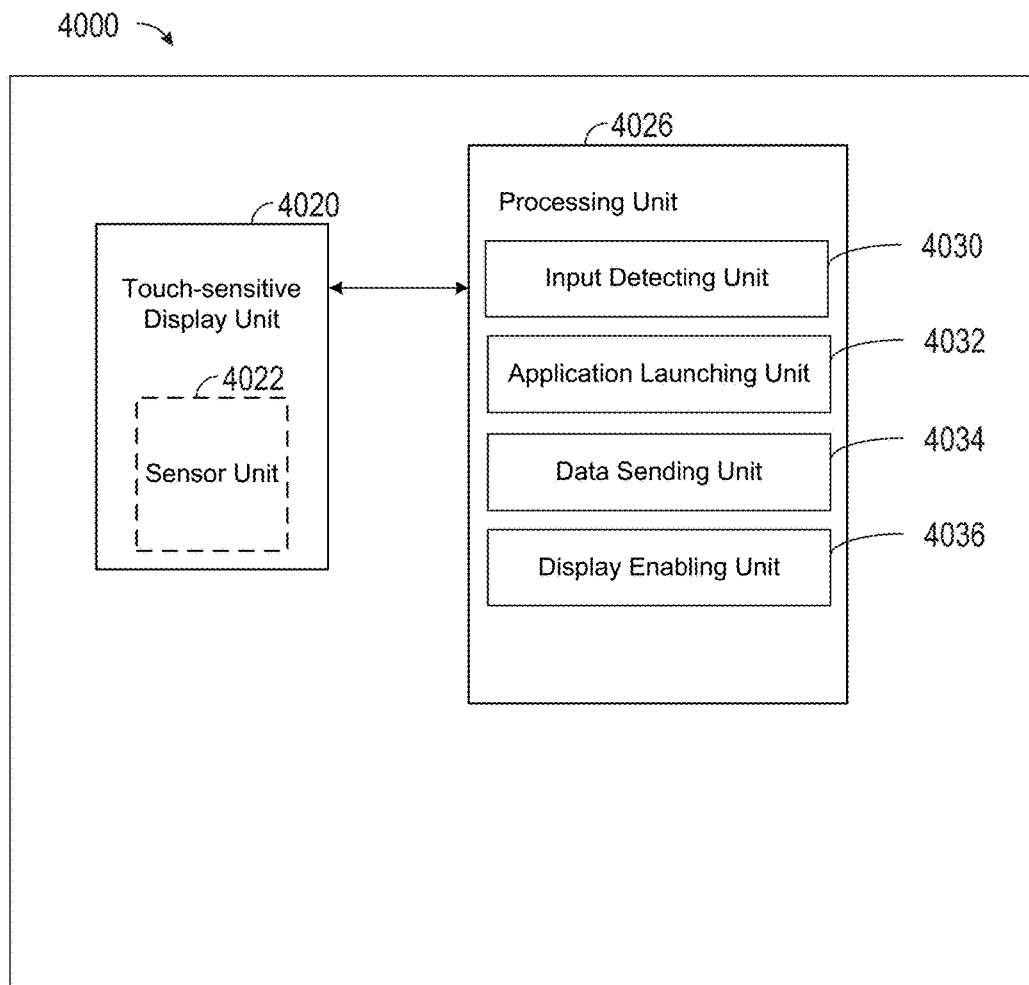 4000
4026
Processing Unit
4020
4030
Input Detecting Unit
Touch-sensitive
Display Unit
4032
Application Launching Unit
4022
4034
Sensor Unit
Data Sending Unit
4036
Display Enabling Unit